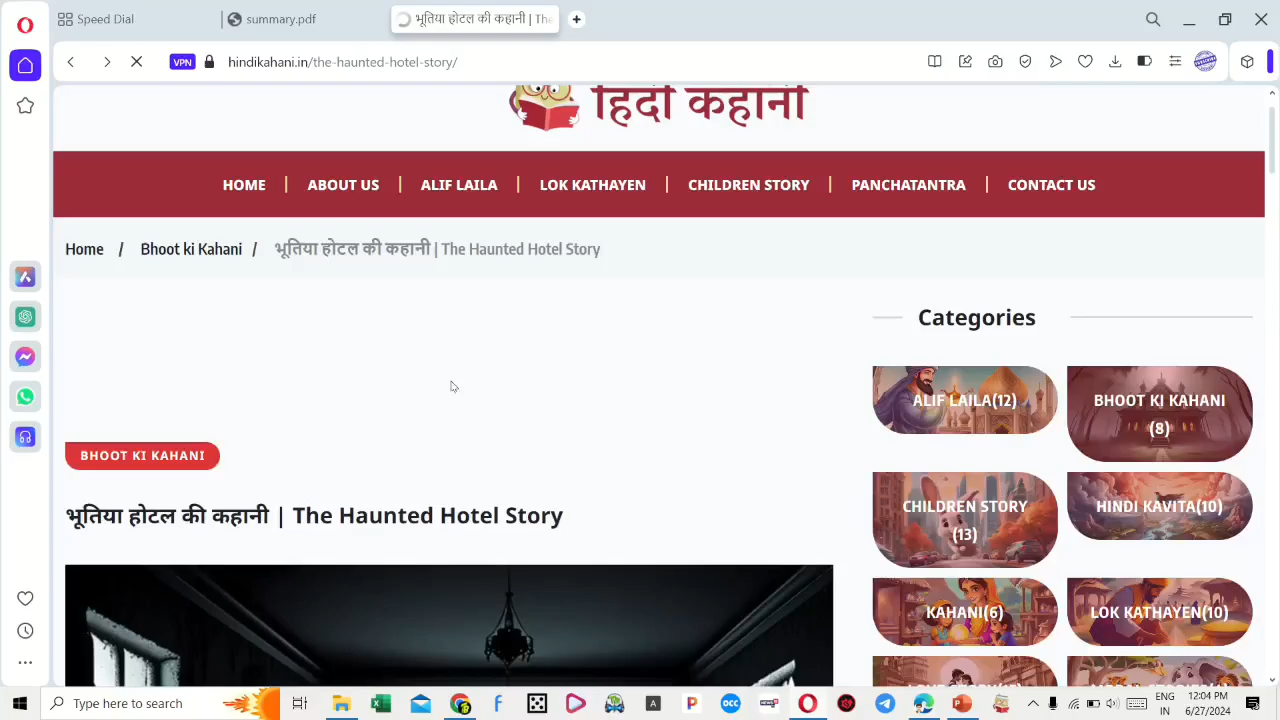 Speed Dial
summary.pdf
भूतिया होटल की कहानी | The
VPN
hindikahani.in/the-haunted-hotel-story/
हिंदी कहानी
HOME
ABOUT US
ALIF LAILA
LOK KATHAYEN
CHILDREN STORY
PANCHATANTRA
CONTACT US
Home / Bhoot ki Kahani / भूतिया होटल की कहानी | The Haunted Hotel Story
Categories
ALIF LAILA(12)
BHOOT KI KAHANI
(8)
BHOOT KI KAHANI
भूतिया होटल की कहानी | The Haunted Hotel Story
CHILDREN STORY
(13)
HINDI KAVITA(10)
KAHANI(6)
LOK KATHAYEN(10)
Type here to search
ENG
IN
12:04 PM
6/27/2024